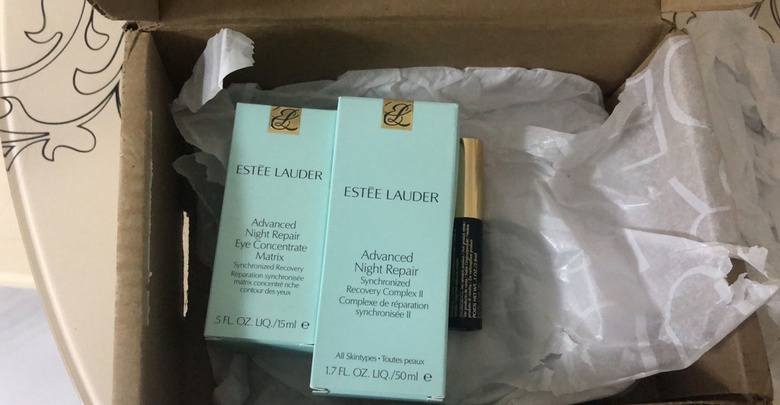 ESTĒE LAUDER
Advanced
Night Repair
Eye Concentrate
Matrix
Synchronized Recovery
Réparation synchronisée
matrix concentré riche
contour des yeux
.5 FL. OZ. LIQ./15ml e
ESTĒE LAUDER
Advanced
Night Repair
Synchronized
Recovery Complex II
Complexe de réparation
synchronisée II
All Skintypes • Toutes peaux
1.7 FL. OZ. LIQ./50ml e